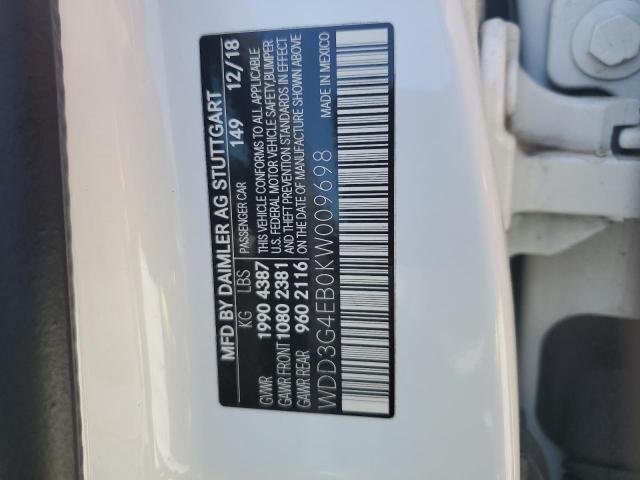 MFD BY DAIMLER AG STUTTGART
KG LBS PASSENGER CAR 149 12/18
GVWR 1990 4387 THIS VEHICLE CONFORMS TO ALL APPLICABLE
GAWR FRONT 1080 2381 U.S. FEDERAL MOTOR VEHICLE SAFETY, BUMPER
AND THEFT PREVENTION STANDARDS IN EFFECT
GAWR REAR 960 2116 ON THE DATE OF MANUFACTURE SHOWN ABOVE
WDD3G4EB0KW009698 MADE IN MEXICO